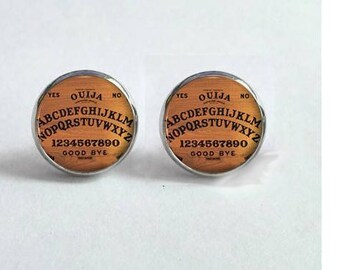 YES NO
OUIJA
ABCDEFGHIJKLM
NOPQRSTUVWXYZ
1234567890
GOOD BYE
YES NO
OUIJA
ABCDEFGHIJKLM
NOPQRSTUVWXYZ
1234567890
GOOD BYE